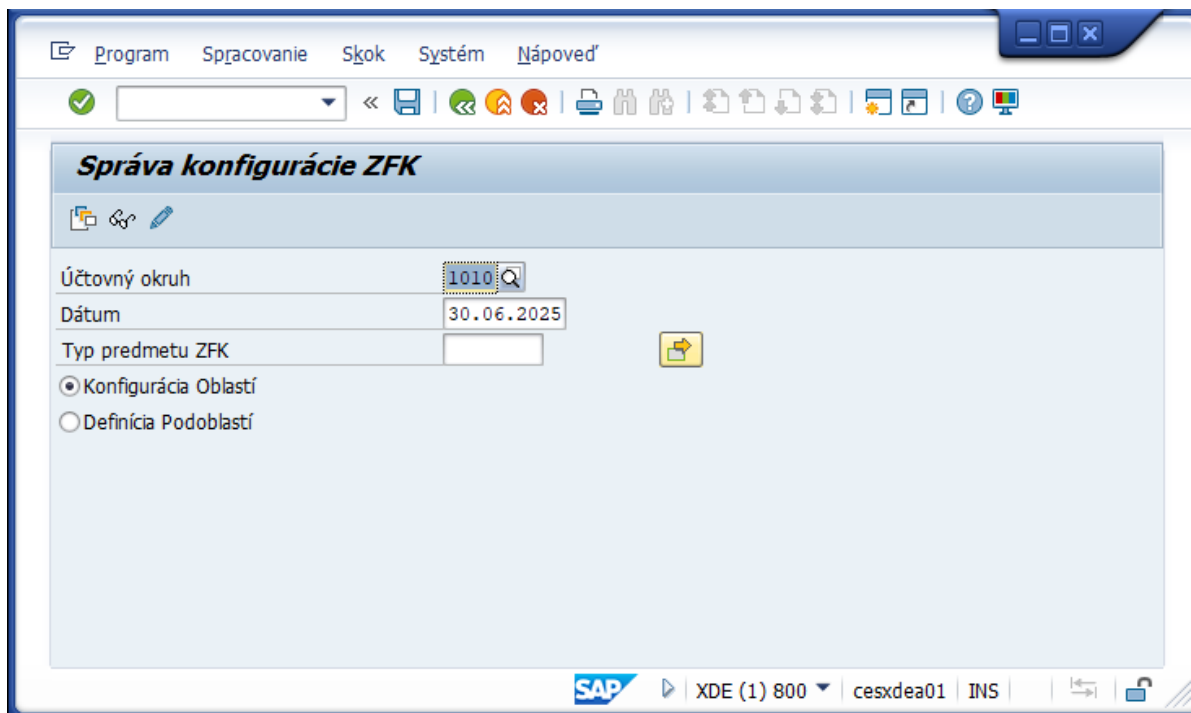 Program Spracovanie Skok Systém Nápoveď
Správa konfigurácie ZFK
Účtovný okruh 1010
Dátum 30.06.2025
Typ predmetu ZFK
Konfigurácia Oblastí
Definícia Podoblastí
SAP XDE (1) 800 cesxdea01 INS